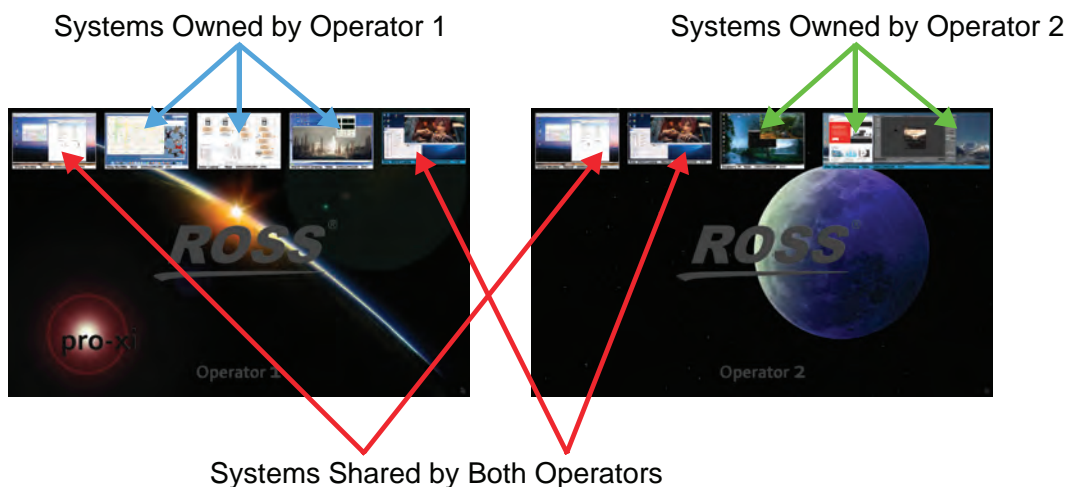 Systems Owned by Operator 1
Systems Owned by Operator 2
ROSS®
pro-xi
Operator 1
ROSS®
Operator 2
Systems Shared by Both Operators